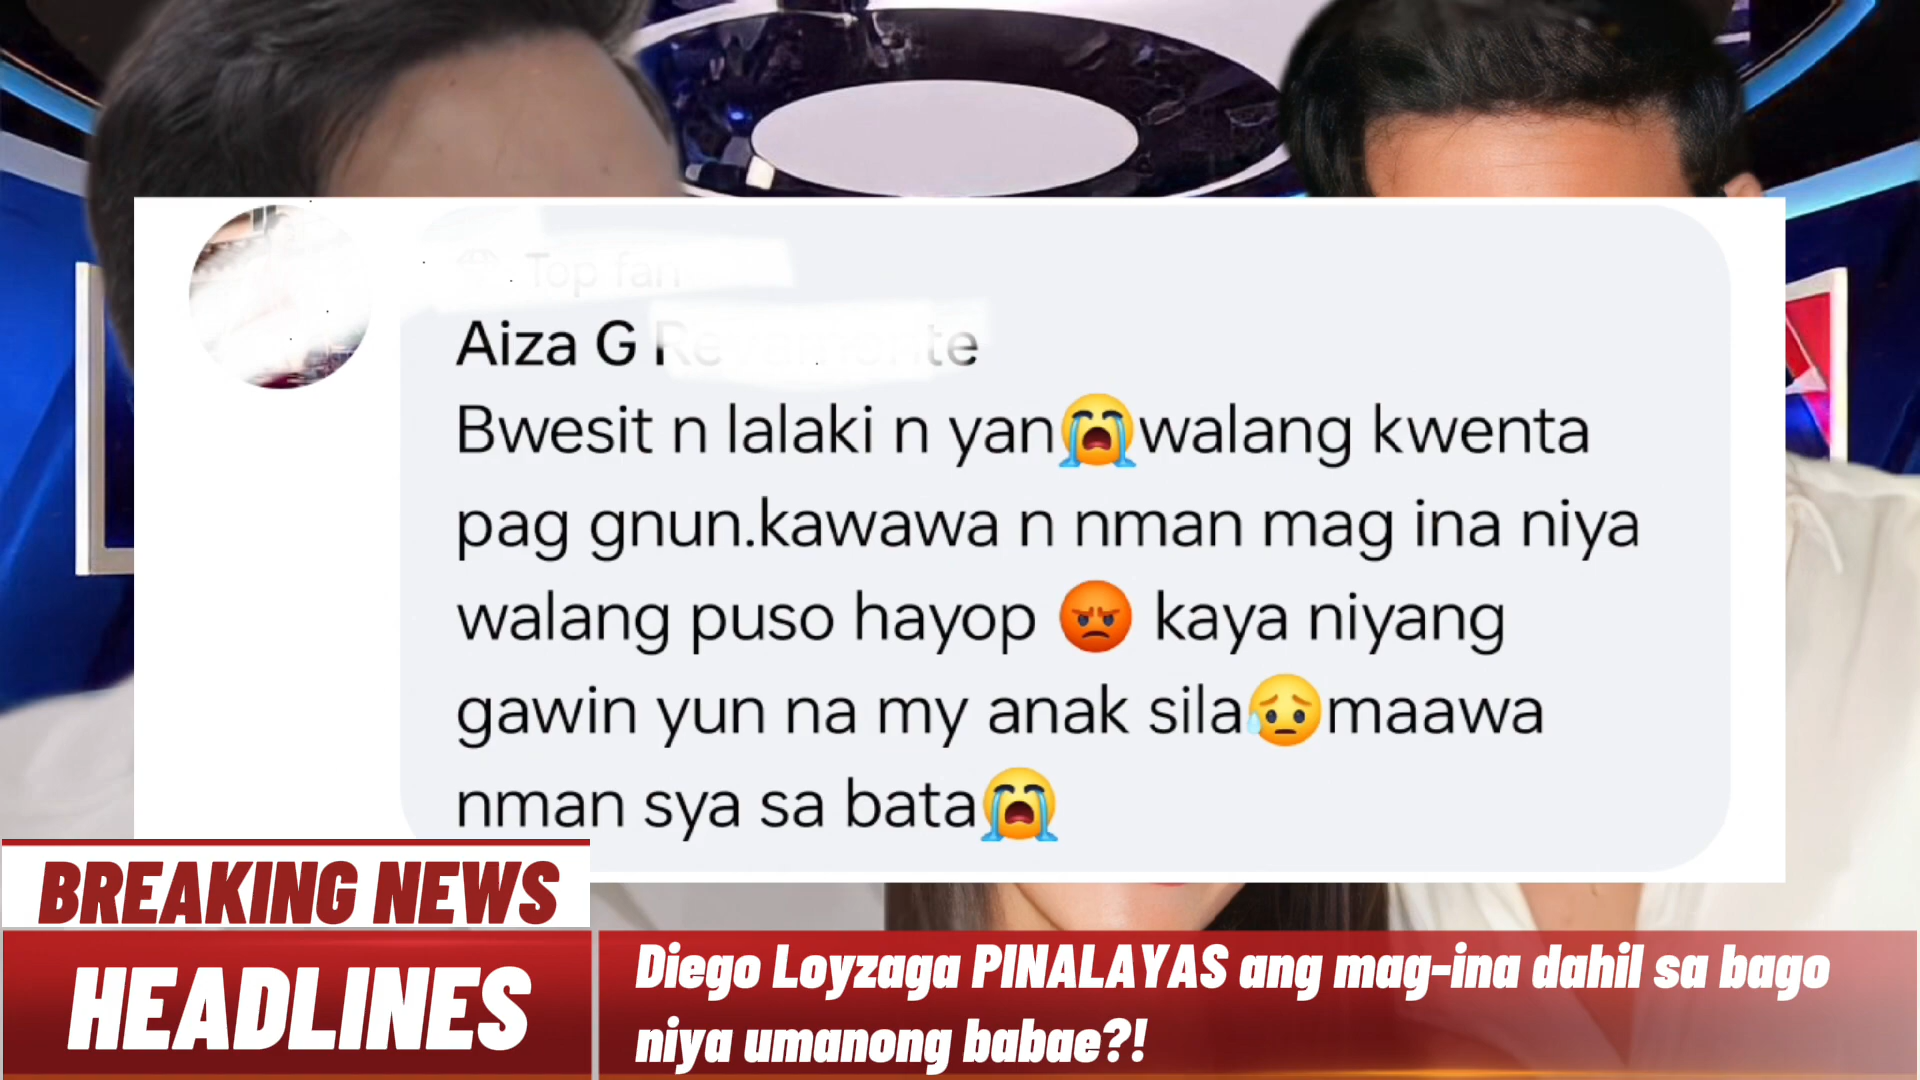 Top fan
Aiza G
Bwesit n lalaki n yan😭walang kwenta
pag gnun.kawawa n nman mag ina niya
walang puso hayop 😡 kaya niyang
gawin yun na my anak sila😥maawa
nman sya sa bata😭
BREAKING NEWS
HEADLINES
Diego Loyzaga PINALAYAS ang mag-ina dahil sa bago
niya umanong babae?!